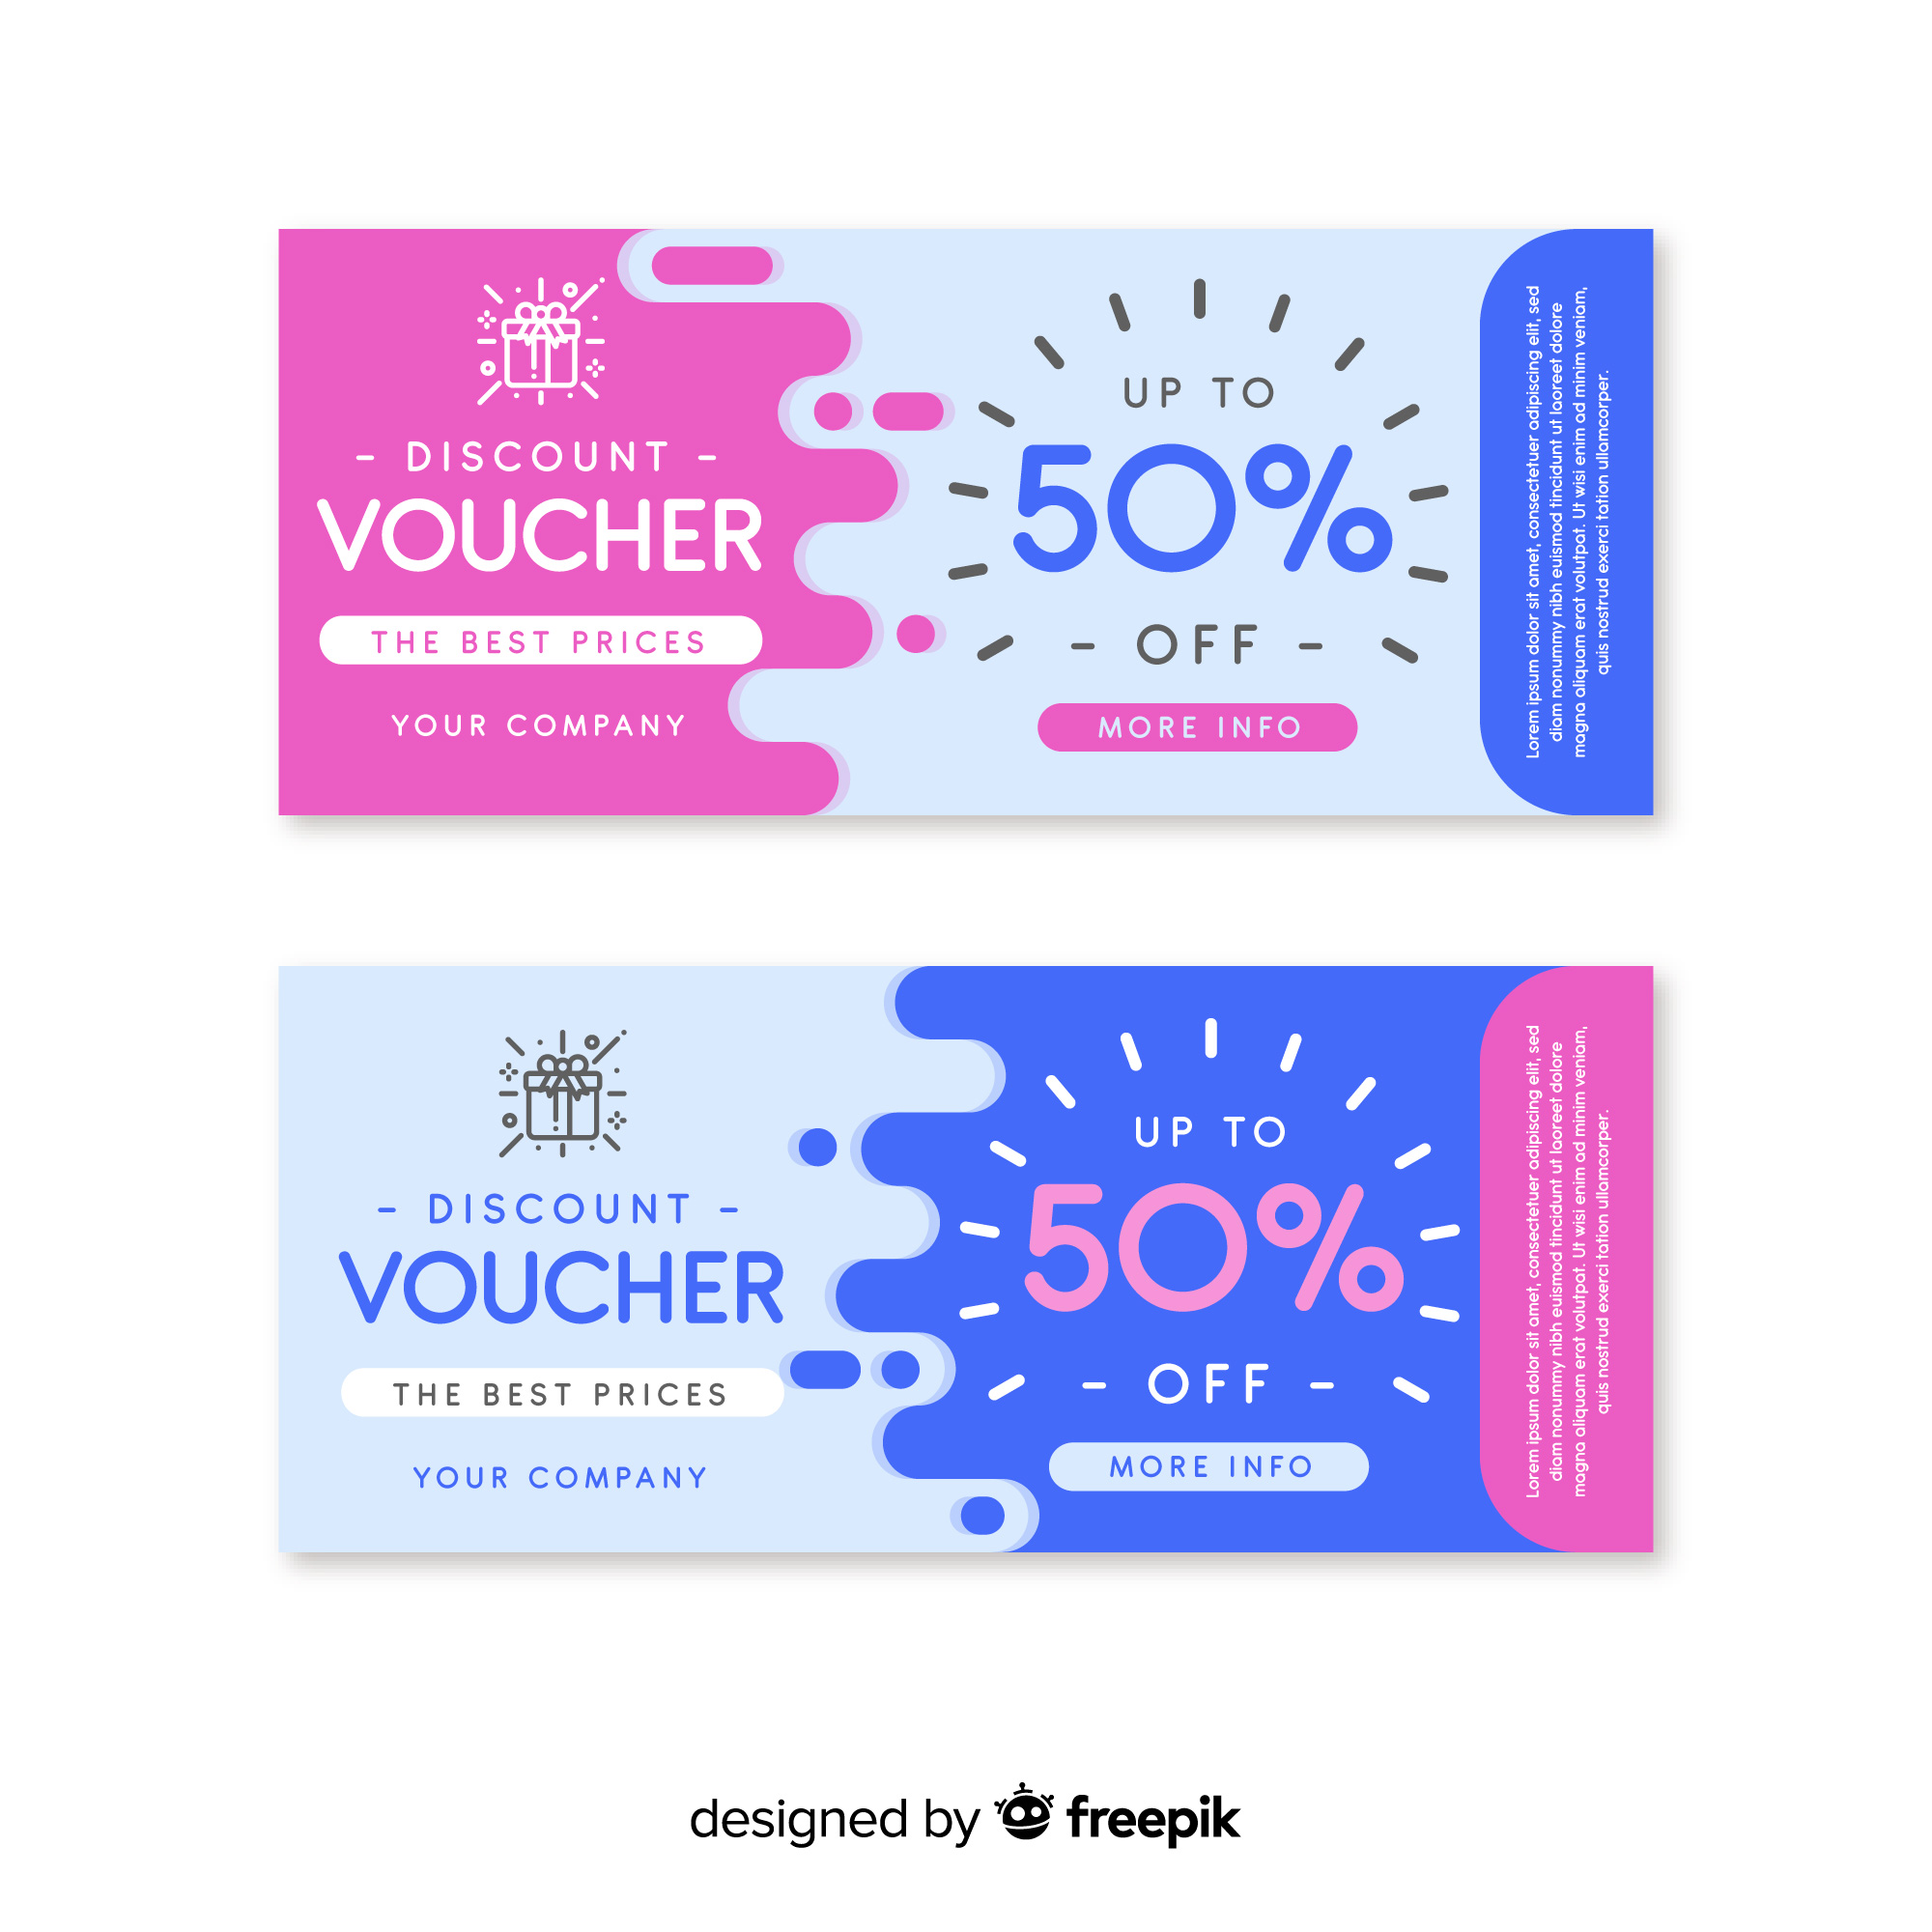 - DISCOUNT -
VOUCHER
THE BEST PRICES
YOUR COMPANY
UP TO
50%
- OFF -
MORE INFO
Lorem ipsum dolor sit amet, consectetuer adipiscing elit, sed
diam nonummy nibh euismod tincidunt ut laoreet dolore
magna aliquam erat volutpat. Ut wisi enim ad minim veniam,
quis nostrud exerci tation ullamcorper.
- DISCOUNT -
VOUCHER
THE BEST PRICES
YOUR COMPANY
UP TO
50%
- OFF -
MORE INFO
Lorem ipsum dolor sit amet, consectetuer adipiscing elit, sed
diam nonummy nibh euismod tincidunt ut laoreet dolore
magna aliquam erat volutpat. Ut wisi enim ad minim veniam,
quis nostrud exerci tation ullamcorper.
designed by freepik